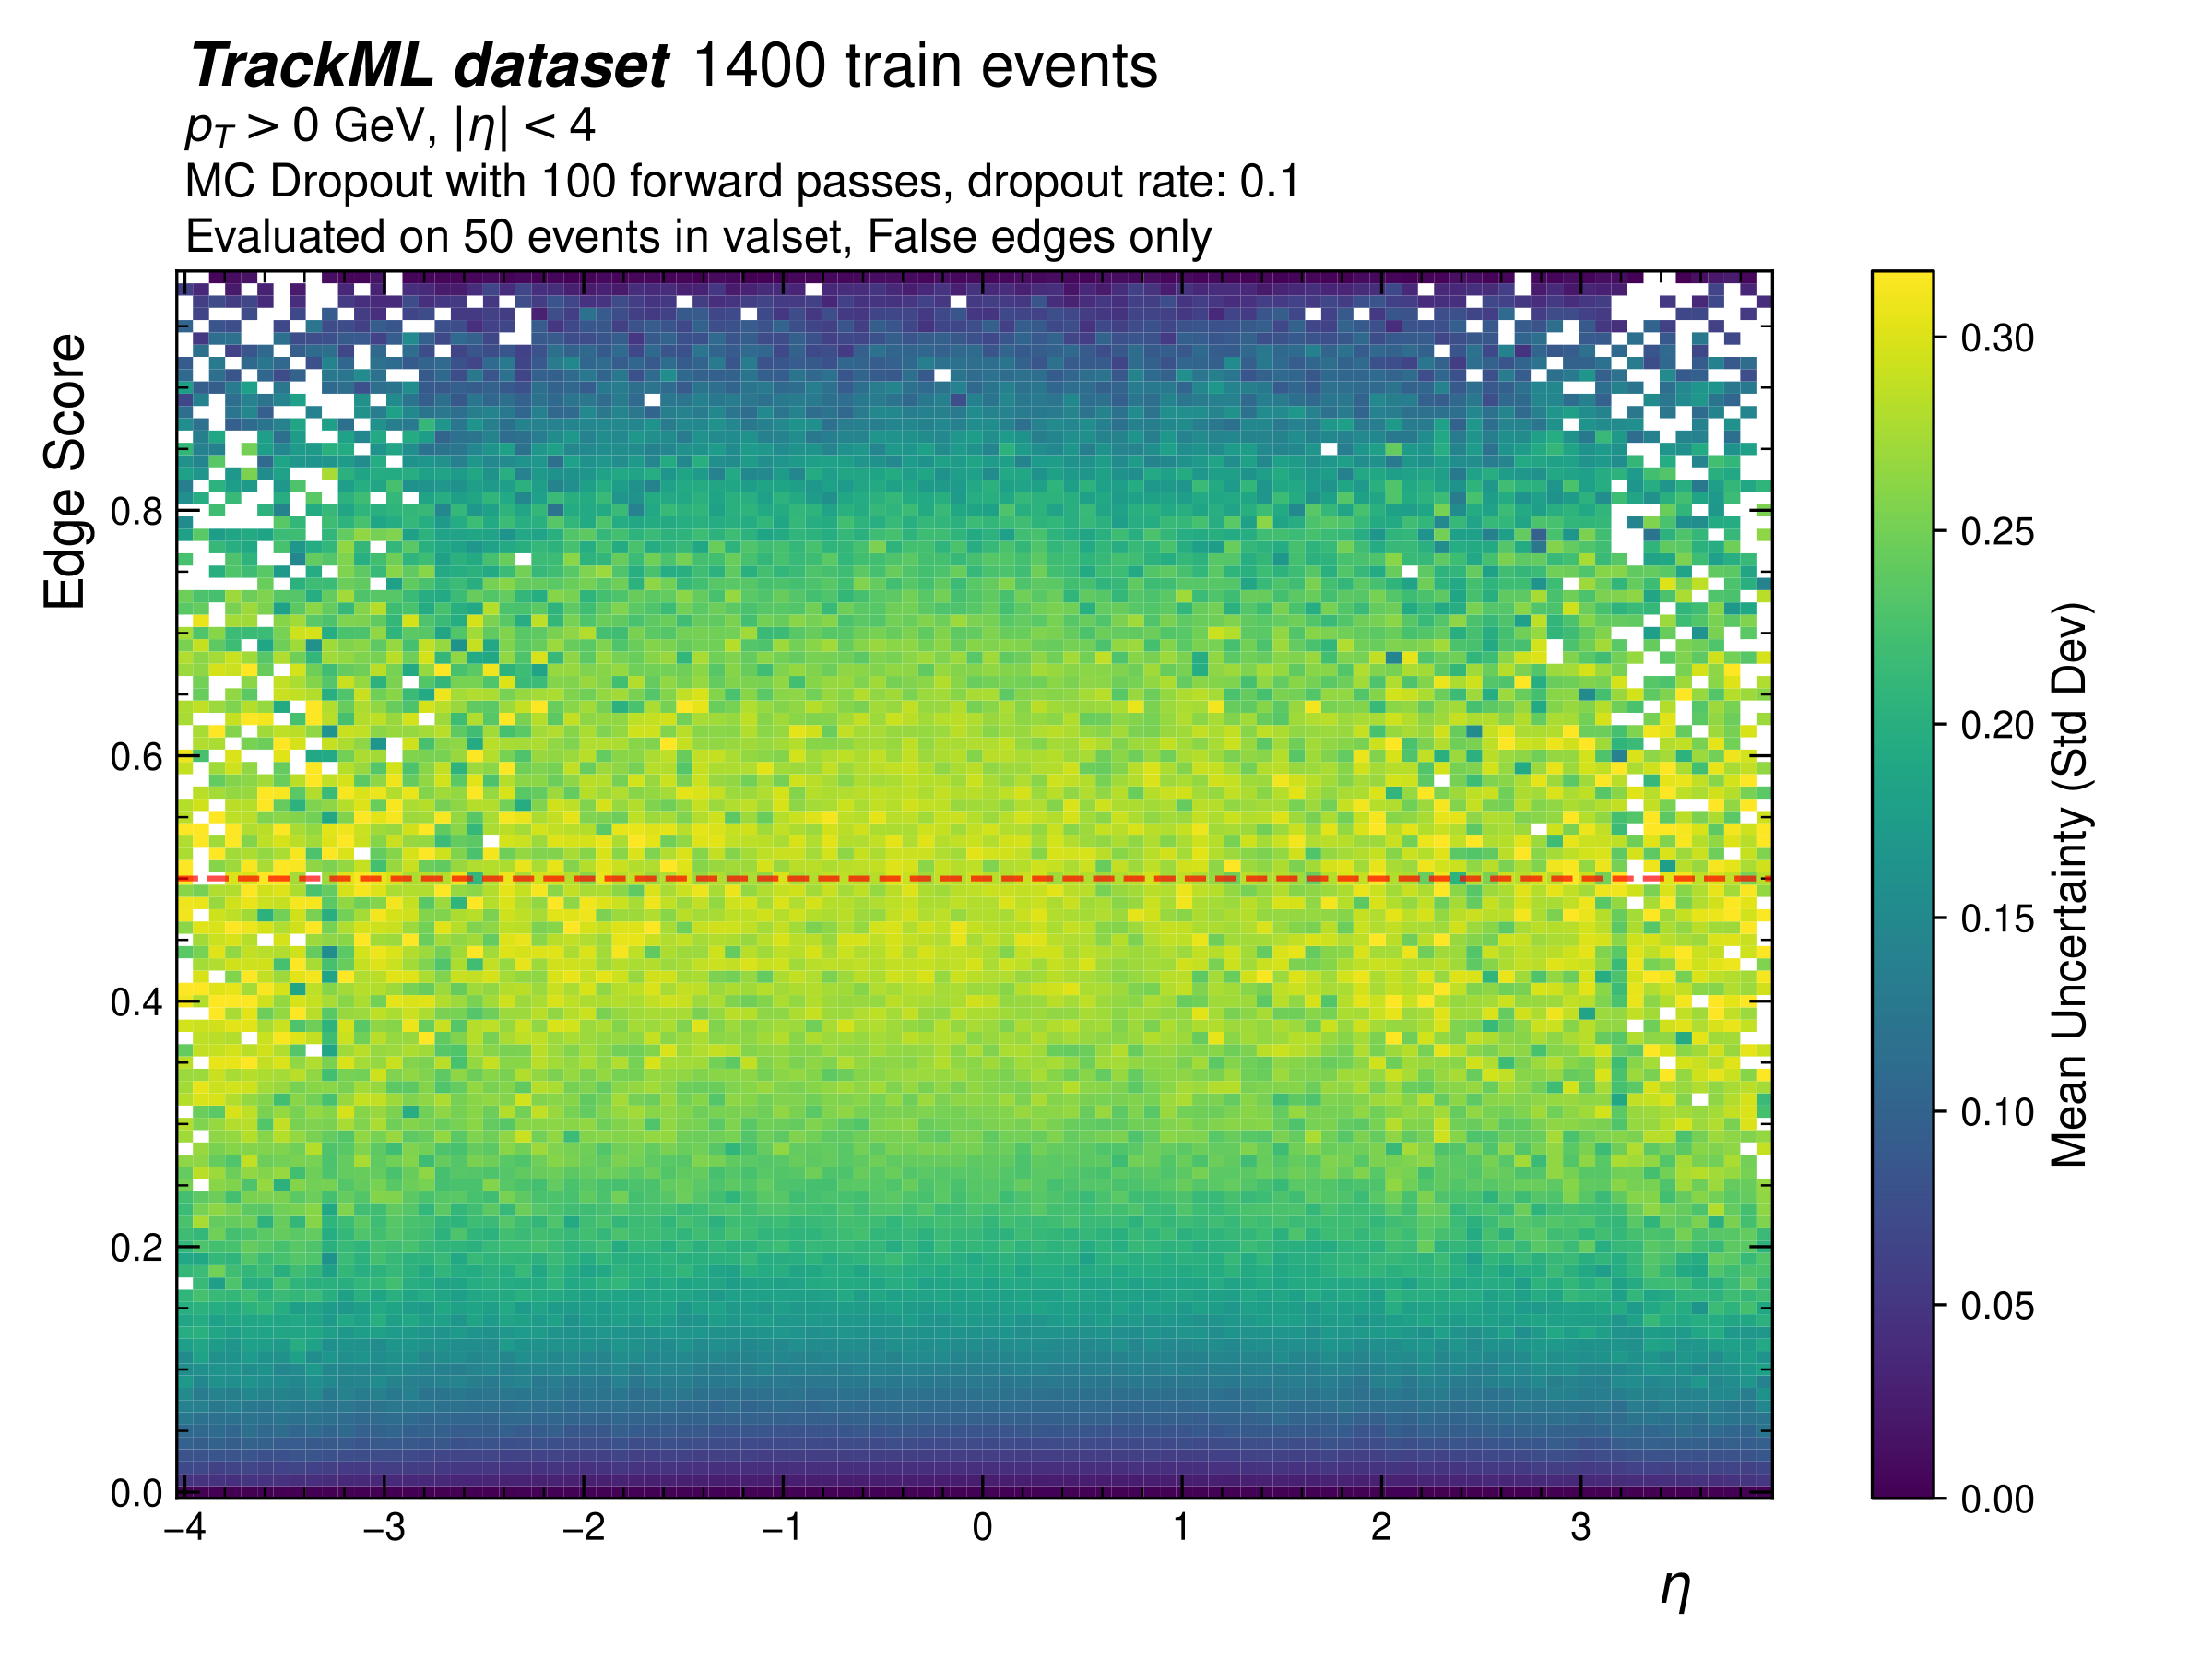 TrackML dataset 1400 train events
p_T > 0 GeV, |η| < 4
MC Dropout with 100 forward passes, dropout rate: 0.1
Evaluated on 50 events in valset, False edges only
Edge Score
0.8
0.6
0.4
0.2
0.0
−4 −3 −2 −1 0 1 2 3
η
0.30
0.25
0.20
0.15
0.10
0.05
0.00
Mean Uncertainty (Std Dev)